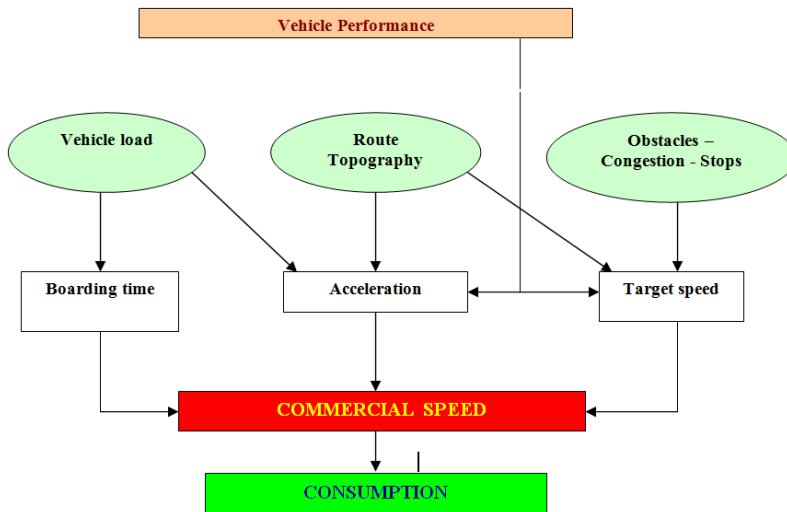 Vehicle Performance
Vehicle load
Route
Topography
Obstacles –
Congestion - Stops
Boarding time
Acceleration
Target speed
COMMERCIAL SPEED
CONSUMPTION